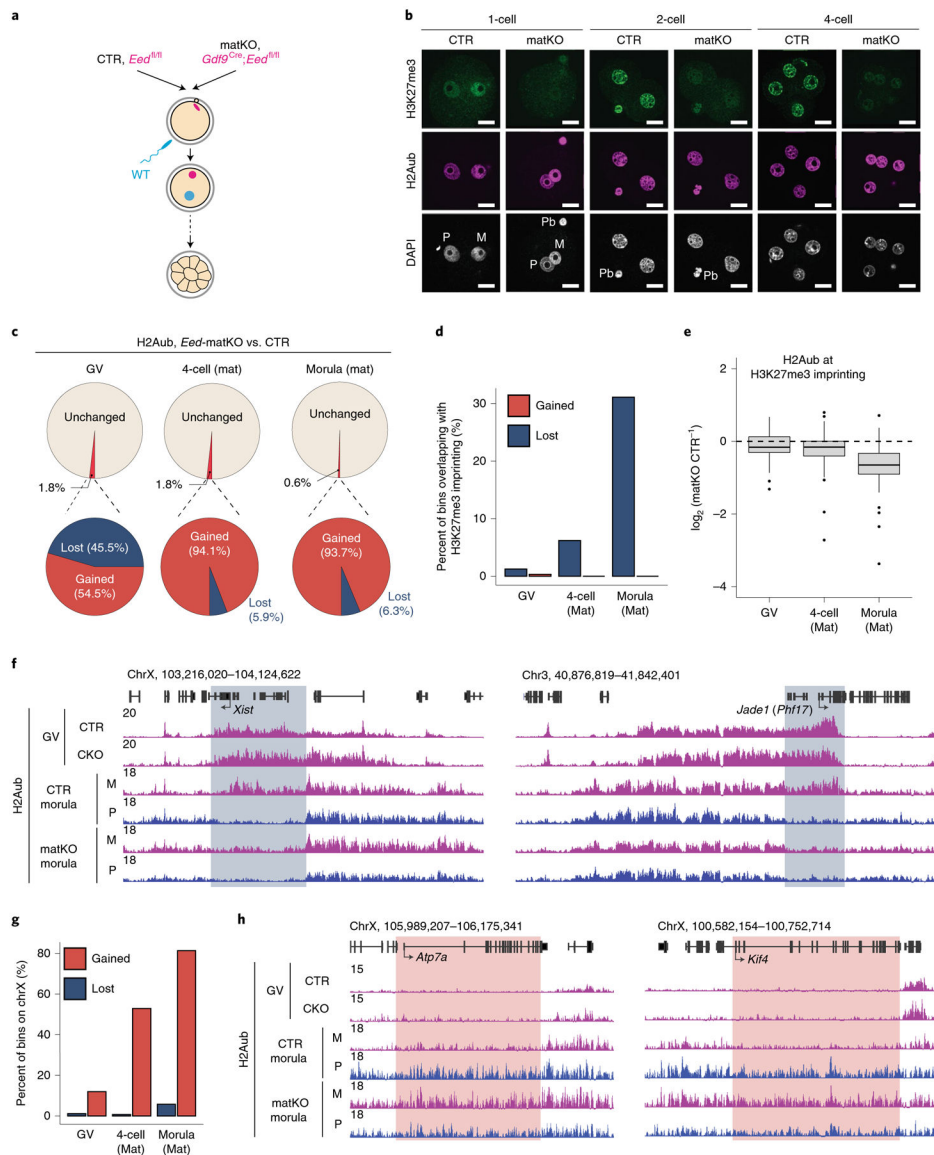 a
CTR, Eed^fl/fl
matKO,
Gdf9^Cre;Eed^fl/fl
WT
b
1-cell
2-cell
4-cell
CTR
matKO
CTR
matKO
CTR
matKO
H3K27me3
H2Aub
DAPI
P
M
Pb
P
M
Pb
Pb
c
H2Aub, Eed-matKO vs. CTR
GV
4-cell (mat)
Morula (mat)
Unchanged
Unchanged
Unchanged
1.8%
1.8%
0.6%
Lost (45.5%)
Gained
(54.5%)
Gained
(94.1%)
Lost
(5.9%)
Gained
(93.7%)
Lost
(6.3%)
d
Percent of bins overlapping with
H3K27me3 imprinting (%)
30
20
10
0
Gained
Lost
GV
4-cell
(Mat)
Morula
(Mat)
e
H2Aub at
H3K27me3 imprinting
log₂ (matKO CTR⁻¹)
2
0
−2
−4
GV
4-cell
(Mat)
Morula
(Mat)
f
ChrX, 103,216,020–104,124,622
Chr3, 40,876,819–41,842,401
Xist
Jade1 (Phf17)
H2Aub
GV
CTR
20
CKO
20
CTR
morula
M
18
P
18
matKO
morula
M
18
P
18
g
Percent of bins on chrX (%)
80
60
40
20
0
Gained
Lost
GV
4-cell
(Mat)
Morula
(Mat)
h
ChrX, 105,989,207–106,175,341
ChrX, 100,582,154–100,752,714
Atp7a
Kif4
H2Aub
GV
CTR
15
CKO
15
CTR
morula
M
18
P
18
matKO
morula
M
18
P
18